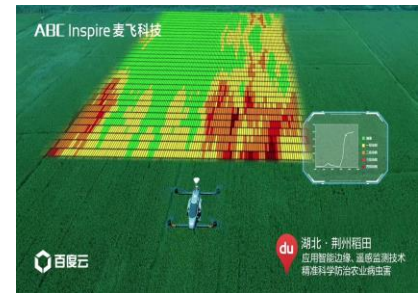 ABC Inspire 麦飞科技
湖北·荆州稻田
应用智能边缘、遥感监测技术
精准科学防治农业病虫害
du
百度云